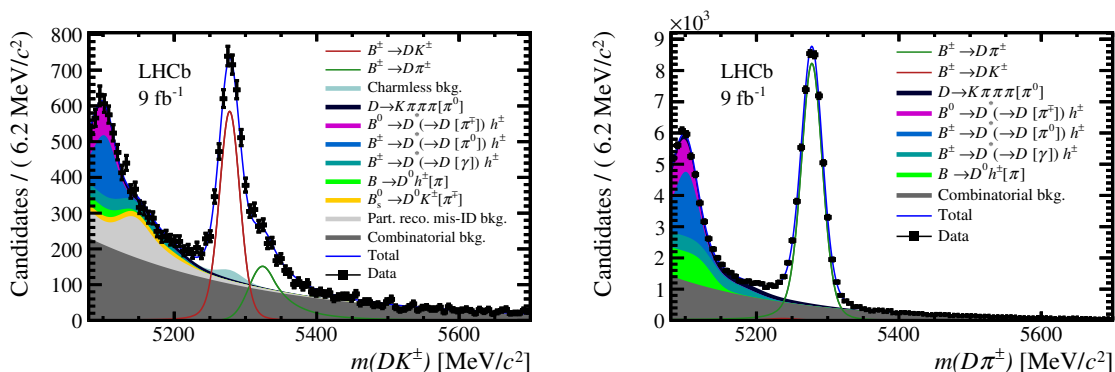 Candidates / ( 6.2 MeV/c²)
800
700
600
500
400
300
200
100
0
LHCb
9 fb⁻¹
B± → DK±
B± → Dπ±
Charmless bkg.
D→Kπππ[π⁰]
B⁰ → D*(→D [π∓]) h±
B± → D*(→D [π⁰]) h±
B± → D*(→D [γ]) h±
B → D⁰h±[π]
B⁰ₛ → D⁰K±[π∓]
Part. reco. mis-ID bkg.
Combinatorial bkg.
Total
Data
5200 5400 5600
m(DK±) [MeV/c²]
×10³
Candidates / ( 6.2 MeV/c²)
9
8
7
6
5
4
3
2
1
0
LHCb
9 fb⁻¹
B± → Dπ±
B± → DK±
D→Kπππ[π⁰]
B⁰ → D*(→D [π∓]) h±
B± → D*(→D [π⁰]) h±
B± → D*(→D [γ]) h±
B → D⁰h±[π]
Combinatorial bkg.
Total
Data
5200 5400 5600
m(Dπ±) [MeV/c²]